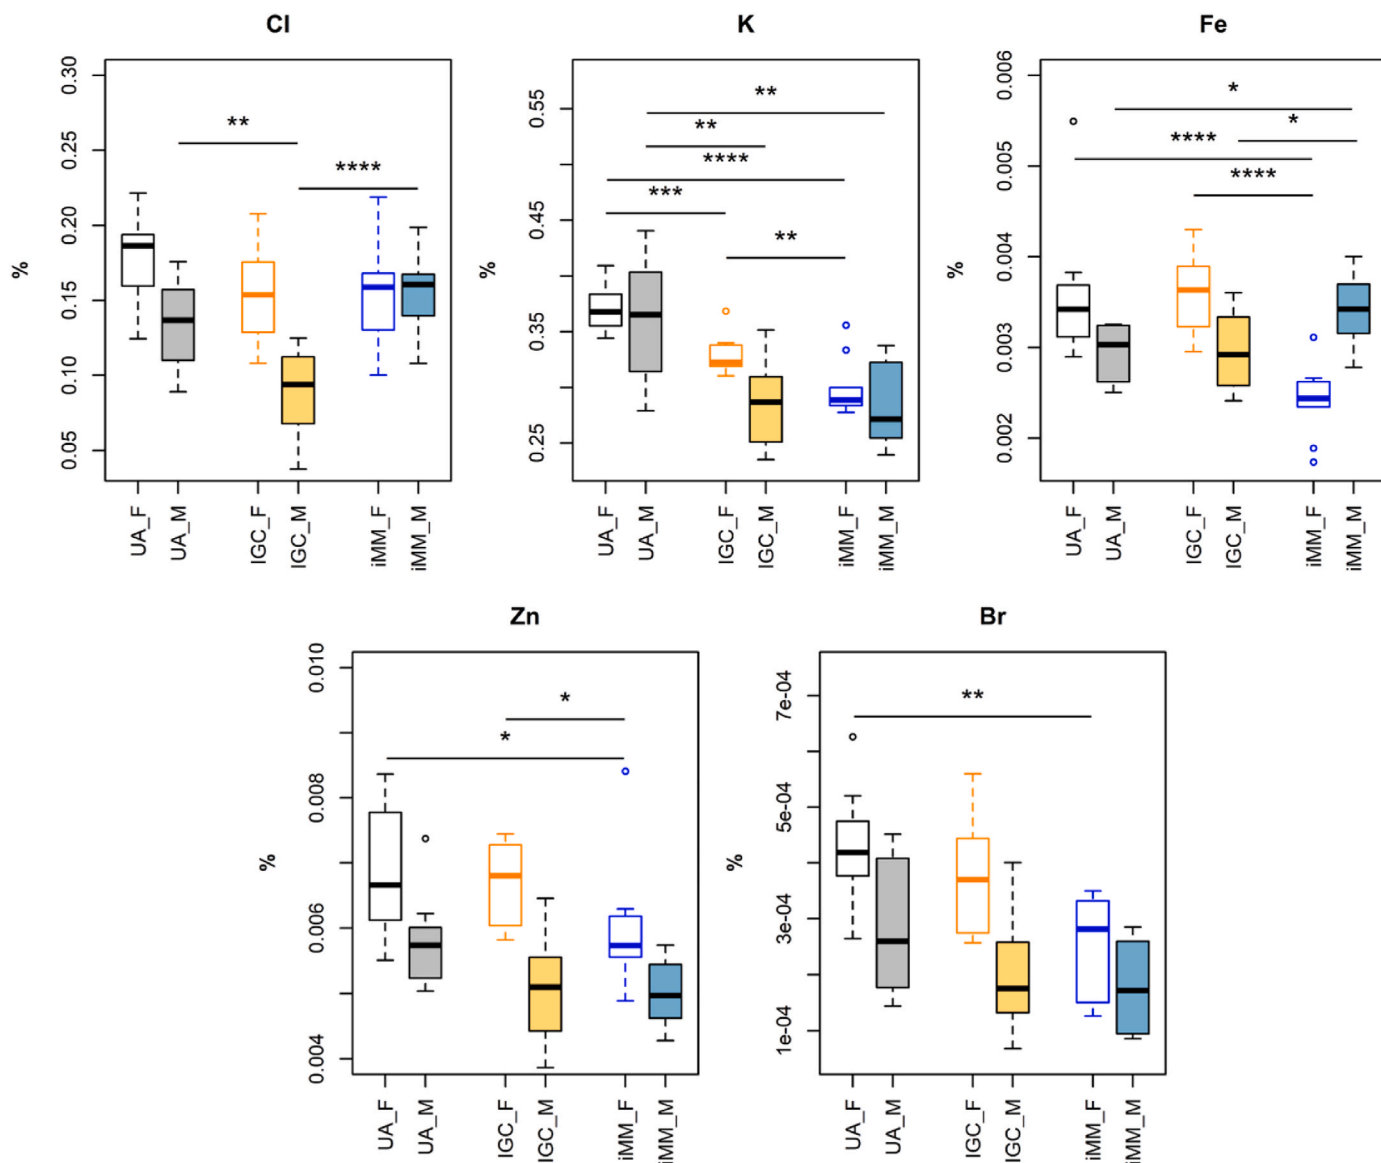 Cl
%
0.05
0.10
0.15
0.20
0.25
0.30
**
****
UA_F
UA_M
IGC_F
IGC_M
iMM_F
iMM_M
K
%
0.25
0.35
0.45
0.55
**
**
****
***
**
UA_F
UA_M
IGC_F
IGC_M
iMM_F
iMM_M
Fe
%
0.002
0.003
0.004
0.005
0.006
*
*
****
****
UA_F
UA_M
IGC_F
IGC_M
iMM_F
iMM_M
Zn
%
0.004
0.006
0.008
0.010
*
*
UA_F
UA_M
IGC_F
IGC_M
iMM_F
iMM_M
Br
%
1e-04
3e-04
5e-04
7e-04
**
UA_F
UA_M
IGC_F
IGC_M
iMM_F
iMM_M